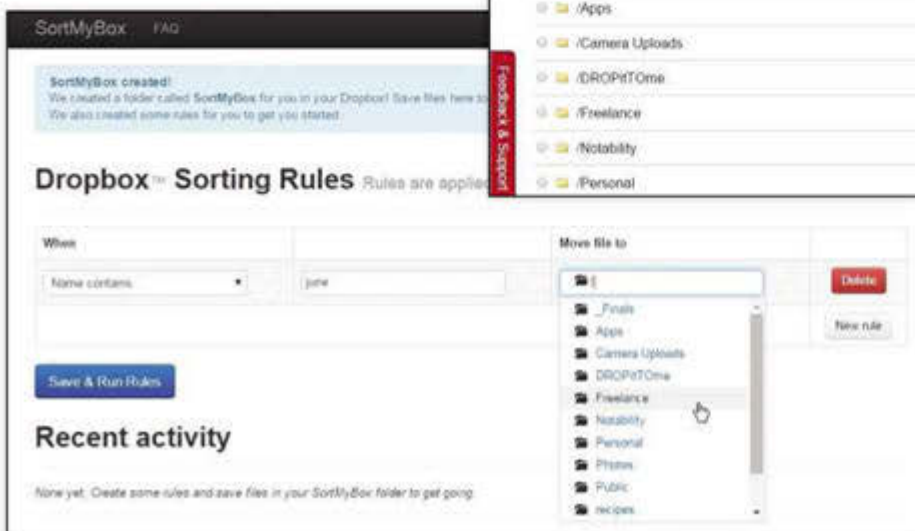 SortMyBox FAQ
SortMyBox created!
We created a folder called SortMyBox for you in your Dropbox! Save files here to
We also created some rules for you to get you started
Dropbox™ Sorting Rules Rules are applie
When Move file to
Name contains june Delete
New rule
_Finals
Apps
Camera Uploads
DROPitTOme
Freelance
Notability
Personal
Photos
Public
recipes
Save & Run Rules
Recent activity
None yet. Create some rules and save files in your SortMyBox folder to get going.
Feedback & Support
/Apps
/Camera Uploads
/DROPitTOme
/Freelance
/Notability
/Personal